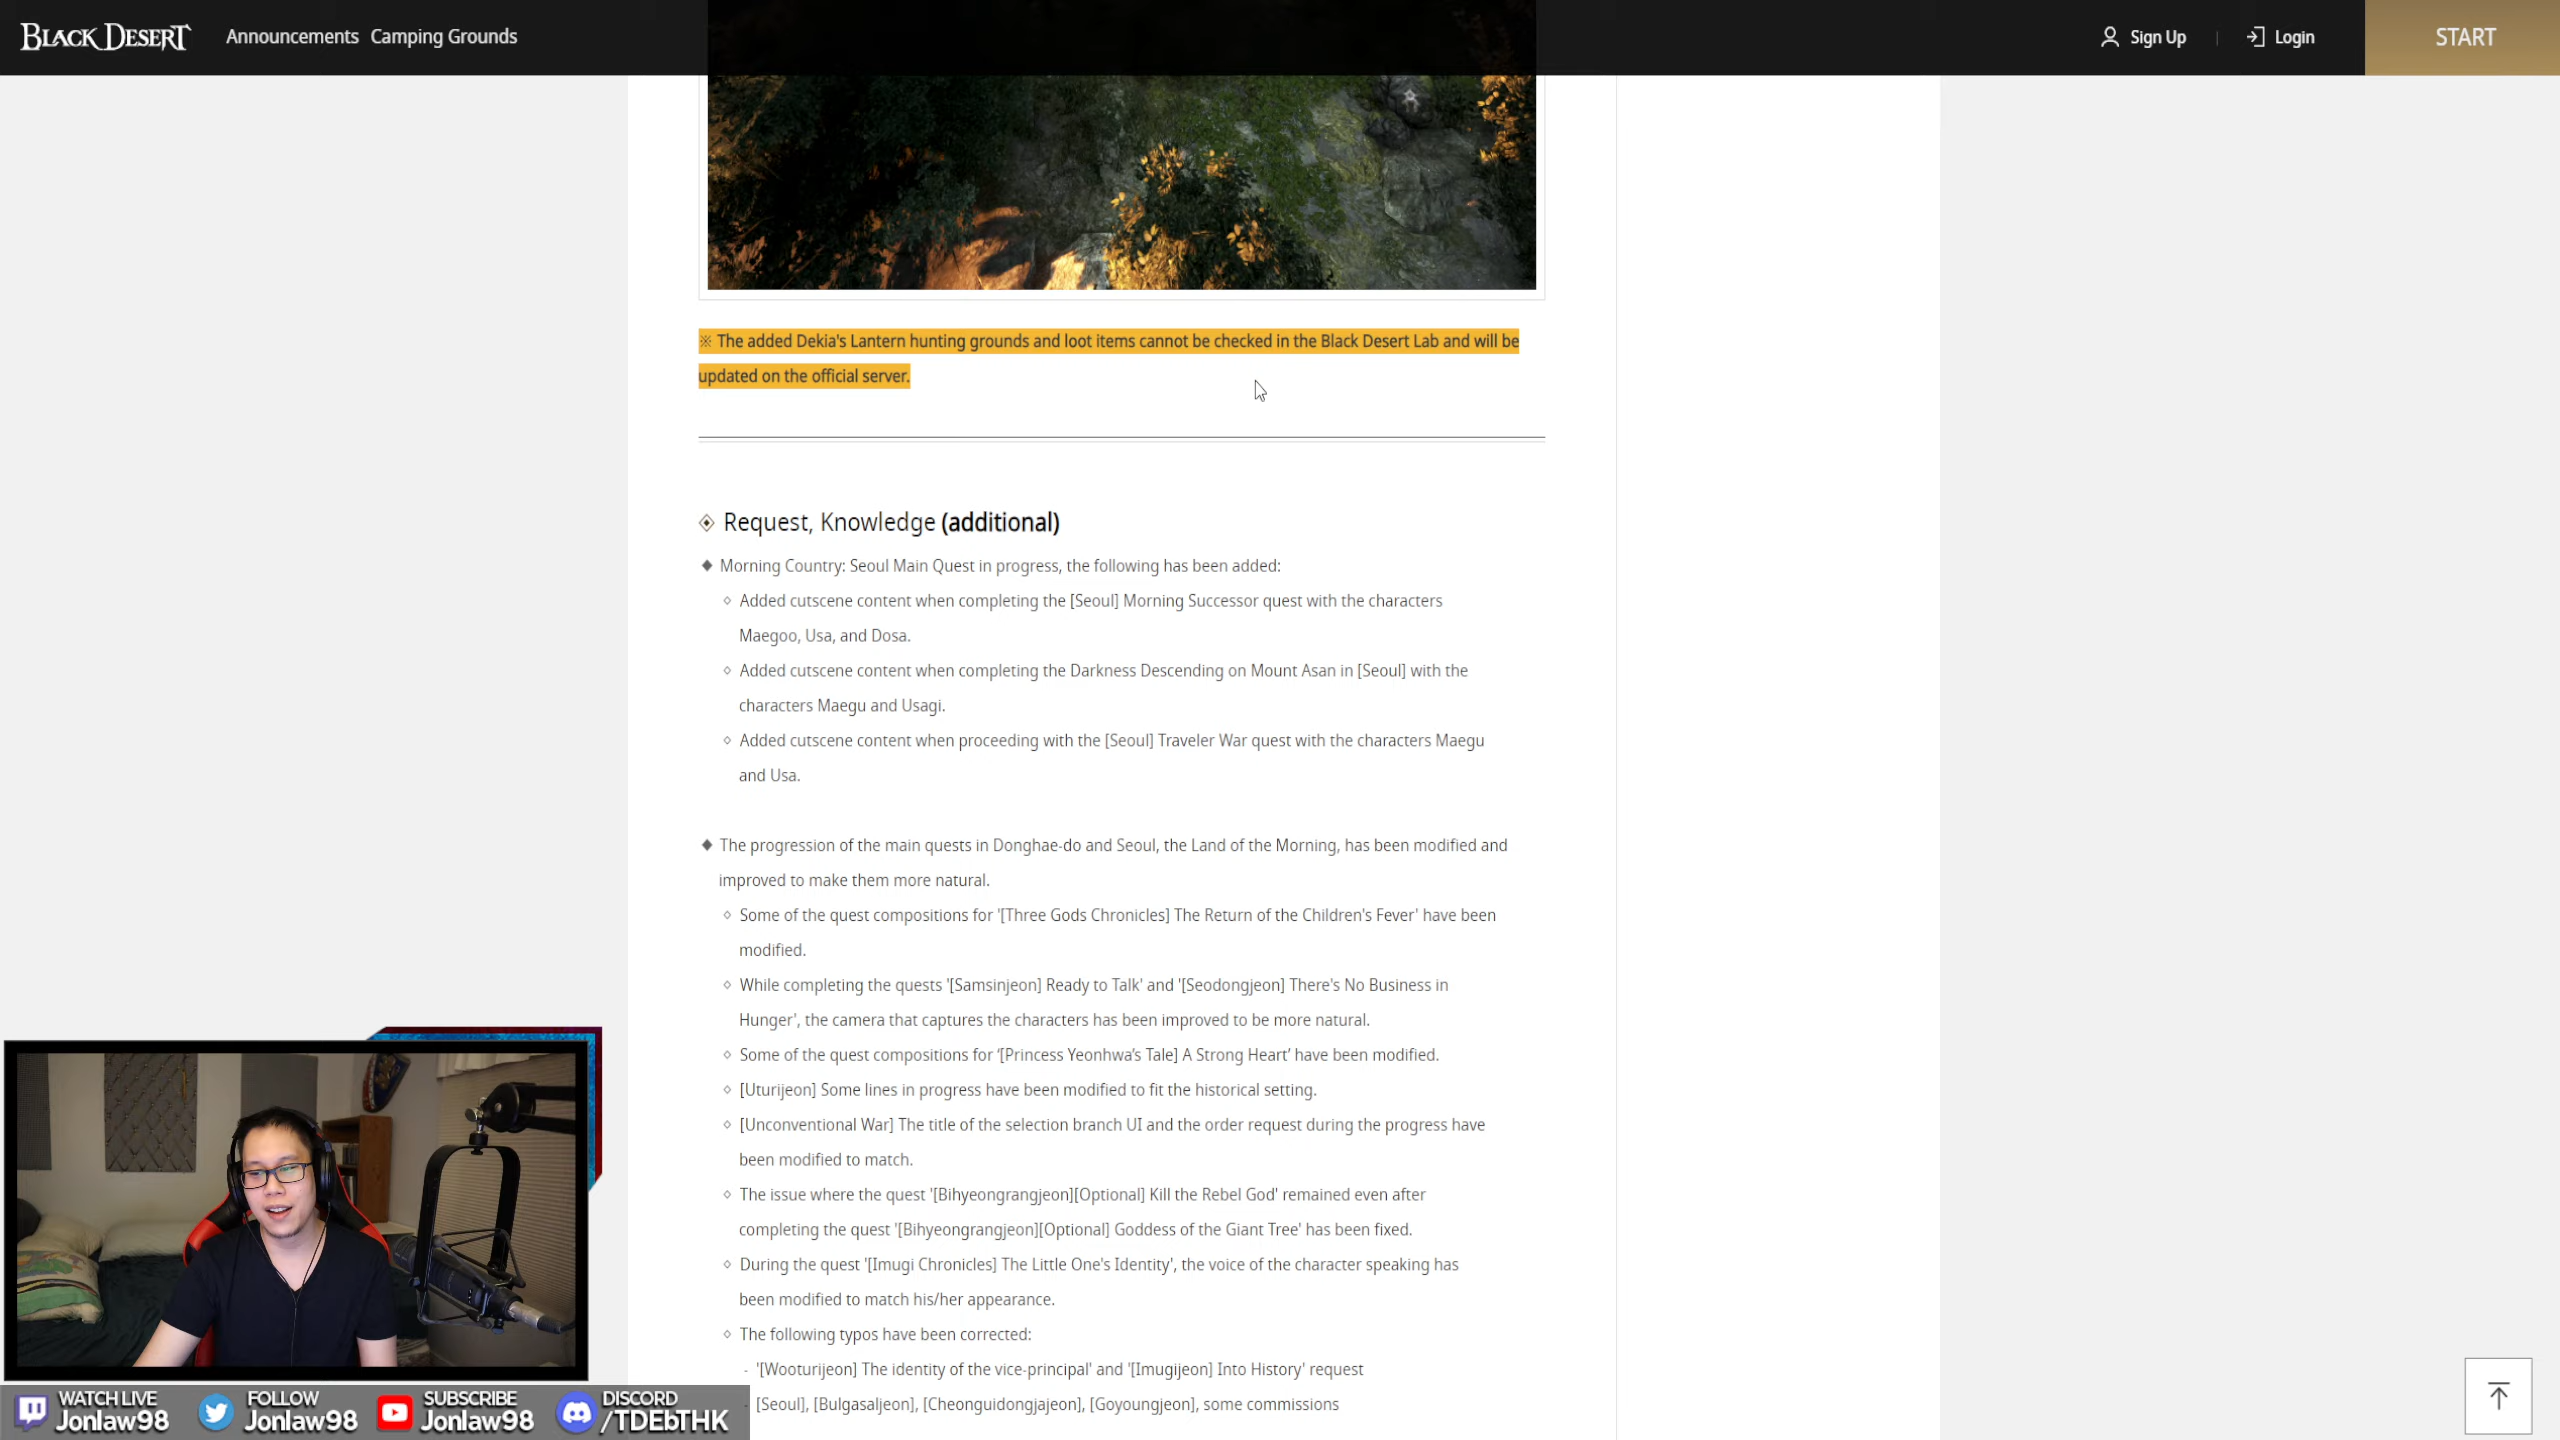 BLACK DESERT Announcements Camping Grounds Sign Up Login START
※ The added Dekia's Lantern hunting grounds and loot items cannot be checked in the Black Desert Lab and will be
updated on the official server.
Request, Knowledge (additional)
Morning Country: Seoul Main Quest in progress, the following has been added:
Added cutscene content when completing the [Seoul] Morning Successor quest with the characters
Maegoo, Usa, and Dosa.
Added cutscene content when completing the Darkness Descending on Mount Asan in [Seoul] with the
characters Maegu and Usagi.
Added cutscene content when proceeding with the [Seoul] Traveler War quest with the characters Maegu
and Usa.
The progression of the main quests in Donghae-do and Seoul, the Land of the Morning, has been modified and
improved to make them more natural.
Some of the quest compositions for '[Three Gods Chronicles] The Return of the Children's Fever' have been
modified.
While completing the quests '[Samsinjeon] Ready to Talk' and '[Seodongjeon] There's No Business in
Hunger', the camera that captures the characters has been improved to be more natural.
Some of the quest compositions for ‘[Princess Yeonhwa’s Tale] A Strong Heart’ have been modified.
[Uturijeon] Some lines in progress have been modified to fit the historical setting.
[Unconventional War] The title of the selection branch UI and the order request during the progress have
been modified to match.
The issue where the quest '[Bihyeongrangjeon][Optional] Kill the Rebel God' remained even after
completing the quest '[Bihyeongrangjeon][Optional] Goddess of the Giant Tree' has been fixed.
During the quest '[Imugi Chronicles] The Little One's Identity', the voice of the character speaking has
been modified to match his/her appearance.
The following typos have been corrected:
- '[Wooturijeon] The identity of the vice-principal' and '[Imugijeon] Into History' request
- [Seoul], [Bulgasaljeon], [Cheonguidongjajeon], [Goyoungjeon], some commissions
WATCH LIVE
Jonlaw98
FOLLOW
Jonlaw98
SUBSCRIBE
Jonlaw98
DISCORD
/TDEbTHK